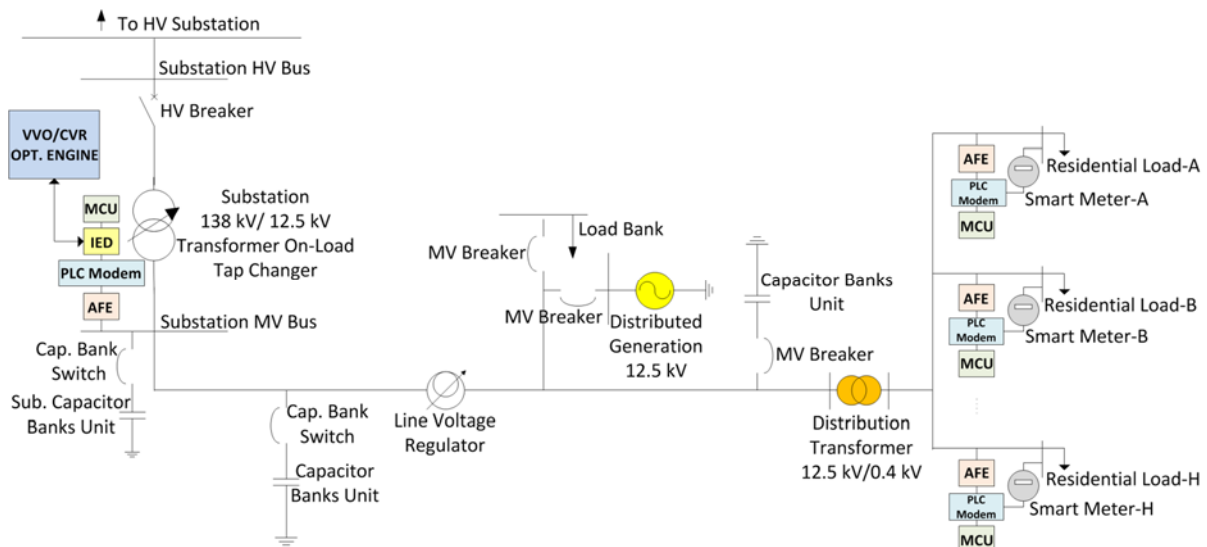 To HV Substation
Substation HV Bus
HV Breaker
VVO/CVR
OPT. ENGINE
MCU
IED
PLC Modem
AFE
Substation
138 kV/ 12.5 kV
Transformer On-Load
Tap Changer
Substation MV Bus
Cap. Bank
Switch
Sub. Capacitor
Banks Unit
Cap. Bank
Switch
Capacitor
Banks Unit
Line Voltage
Regulator
MV Breaker
Load Bank
MV Breaker
Distributed
Generation
12.5 kV
Capacitor Banks
Unit
MV Breaker
Distribution
Transformer
12.5 kV/0.4 kV
AFE
PLC
Modem
MCU
Residential Load-A
Smart Meter-A
AFE
PLC
Modem
MCU
Residential Load-B
Smart Meter-B
AFE
PLC
Modem
MCU
Residential Load-H
Smart Meter-H